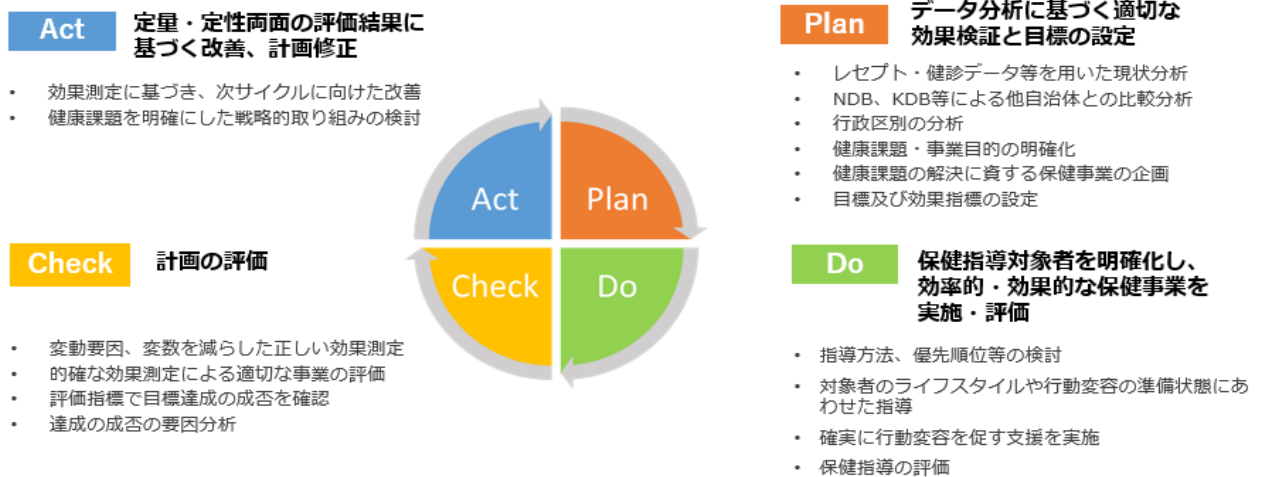 Act
定量・定性両面の評価結果に
基づく改善、計画修正
• 効果測定に基づき、次サイクルに向けた改善
• 健康課題を明確にした戦略的取り組みの検討
Plan
データ分析に基づく適切な
効果検証と目標の設定
• レセプト・健診データ等を用いた現状分析
• NDB、KDB等による他自治体との比較分析
• 行政区別の分析
• 健康課題・事業目的の明確化
• 健康課題の解決に資する保健事業の企画
• 目標及び効果指標の設定
Act
Plan
Check
Do
Check
計画の評価
• 変動要因、変数を減らした正しい効果測定
• 的確な効果測定による適切な事業の評価
• 評価指標で目標達成の成否を確認
• 達成の成否の要因分析
Do
保健指導対象者を明確化し、
効率的・効果的な保健事業を
実施・評価
• 指導方法、優先順位等の検討
• 対象者のライフスタイルや行動変容の準備状態にあ
わせた指導
• 確実に行動変容を促す支援を実施
• 保健指導の評価